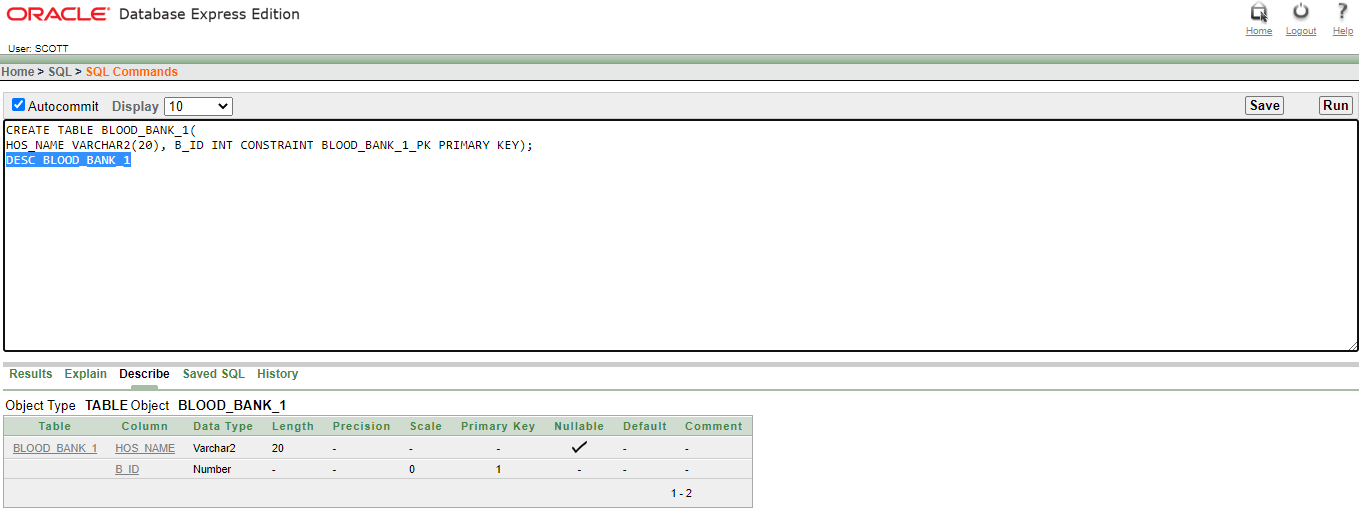 ORACLE® Database Express Edition
Home Logout Help
User: SCOTT
Home > SQL > SQL Commands
Autocommit Display 10 Save Run
CREATE TABLE BLOOD_BANK_1(
HOS_NAME VARCHAR2(20), B_ID INT CONSTRAINT BLOOD_BANK_1_PK PRIMARY KEY);
DESC BLOOD_BANK_1
Results Explain Describe Saved SQL History
Object Type TABLE Object BLOOD_BANK_1
Table Column Data Type Length Precision Scale Primary Key Nullable Default Comment
BLOOD_BANK_1 HOS_NAME Varchar2 20 - - - ✓ - -
B_ID Number - - 0 1 - - -
1 - 2